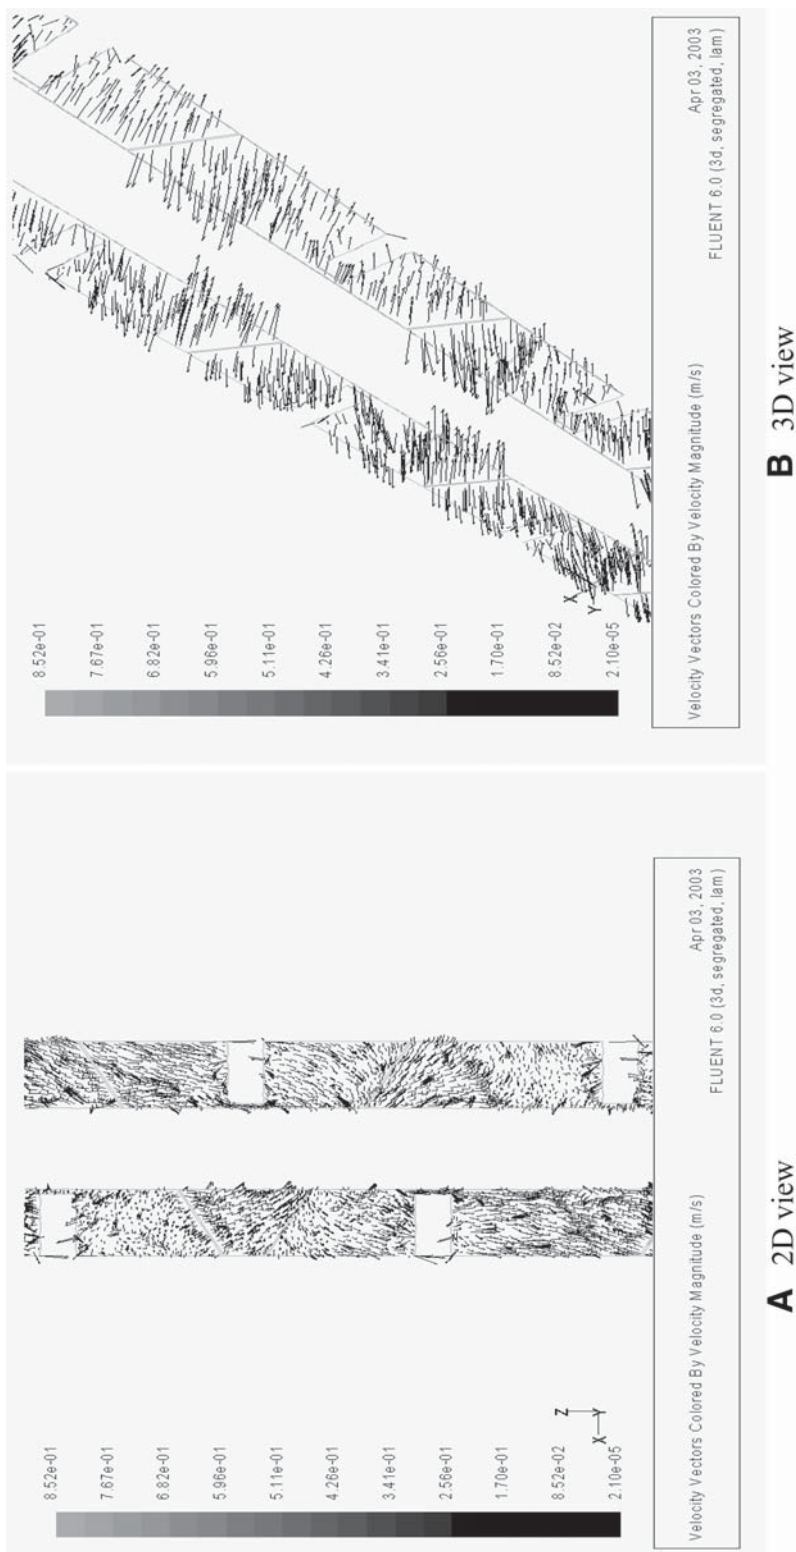 8.52e-01
7.67e-01
6.82e-01
5.96e-01
5.11e-01
4.26e-01
3.41e-01
2.56e-01
1.70e-01
8.52e-02
2.10e-05
Z
X
Y
Velocity Vectors Colored By Velocity Magnitude (m/s)
Apr 03, 2003
FLUENT 6.0 (3d, segregated, lam)
A 2D view
8.52e-01
7.67e-01
6.82e-01
5.96e-01
5.11e-01
4.26e-01
3.41e-01
2.56e-01
1.70e-01
8.52e-02
2.10e-05
X
Y
Velocity Vectors Colored By Velocity Magnitude (m/s)
Apr 03, 2003
FLUENT 6.0 (3d, segregated, lam)
B 3D view